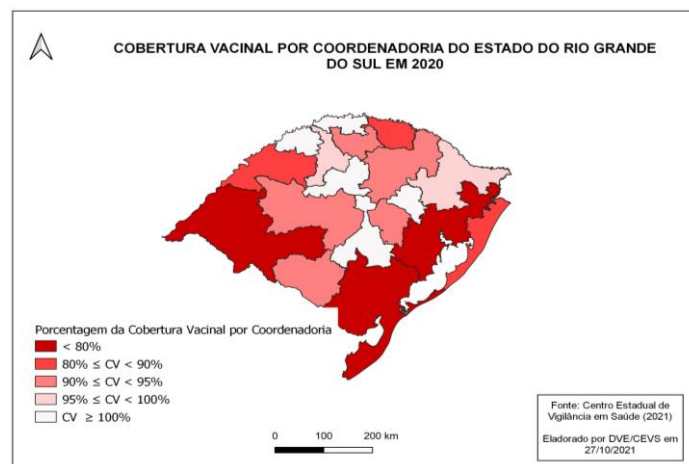 COBERTURA VACINAL POR COORDENADORIA DO ESTADO DO RIO GRANDE
DO SUL EM 2020
Porcentagem da Cobertura Vacinal por Coordenadoria
< 80%
80% ≤ CV < 90%
90% ≤ CV < 95%
95% ≤ CV < 100%
CV ≥ 100%
0 100 200 km
Fonte: Centro Estadual de
Vigilância em Saúde (2021)
Elaborado por DVE/CEVS em
27/10/2021